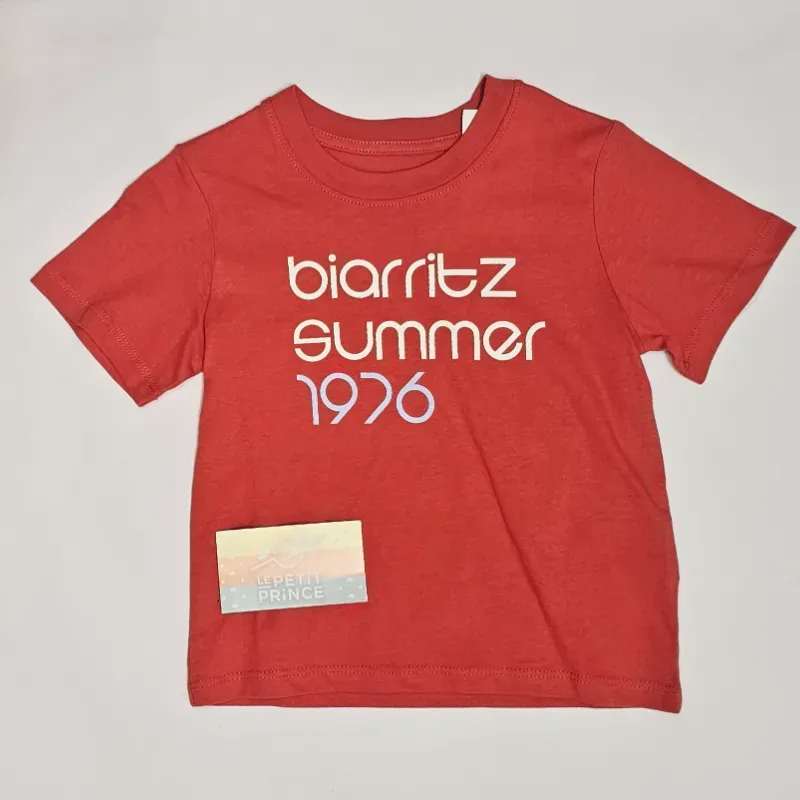 biarritz
summer
1976
LE PETIT
PRINCE